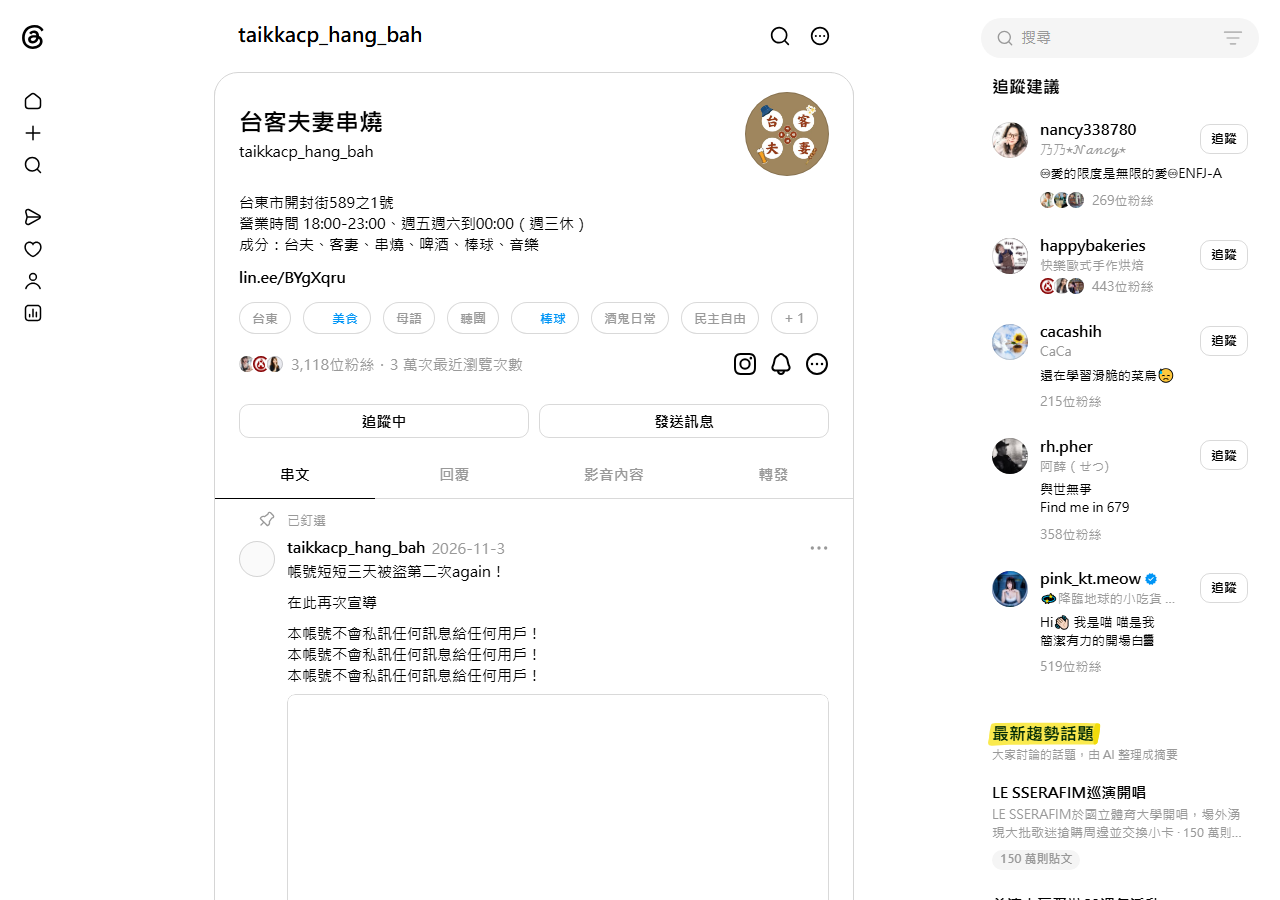 taikkacp_hang_bah
台客夫妻串燒
taikkacp_hang_bah
台客
夫妻
台東市開封街589之1號
營業時間 18:00-23:00、週五週六到00:00（週三休）
成分：台夫、客妻、串燒、啤酒、棒球、音樂
lin.ee/BYgXqru
台東 美食 母語 聽團 棒球 酒鬼日常 民主自由 + 1
3,118位粉絲 · 3 萬次最近瀏覽次數
追蹤中 發送訊息
串文 回覆 影音內容 轉發
已釘選
taikkacp_hang_bah 2026-11-3
帳號短短三天被盜第二次again！
在此再次宣導
本帳號不會私訊任何訊息給任何用戶！
本帳號不會私訊任何訊息給任何用戶！
本帳號不會私訊任何訊息給任何用戶！
搜尋
追蹤建議
nancy338780 追蹤
乃乃⋆𝓝𝓪𝓷𝓬𝔂⋆
♾愛的限度是無限的愛♾ENFJ-A
269位粉絲
happybakeries 追蹤
快樂歐式手作烘焙
443位粉絲
cacashih 追蹤
CaCa
還在學習滑脆的菜鳥😓
215位粉絲
rh.pher 追蹤
阿薛（せつ）
與世無爭
Find me in 679
358位粉絲
pink_kt.meow 追蹤
降臨地球的小吃貨 ...
Hi👏🏻 我是喵 喵是我
簡潔有力的開場白
519位粉絲
最新趨勢話題
大家討論的話題，由 AI 整理成摘要
LE SSERAFIM巡演開唱
LE SSERAFIM於國立體育大學開唱，場外湧
現大批歌迷搶購周邊並交換小卡 · 150 萬則...
150 萬則貼文